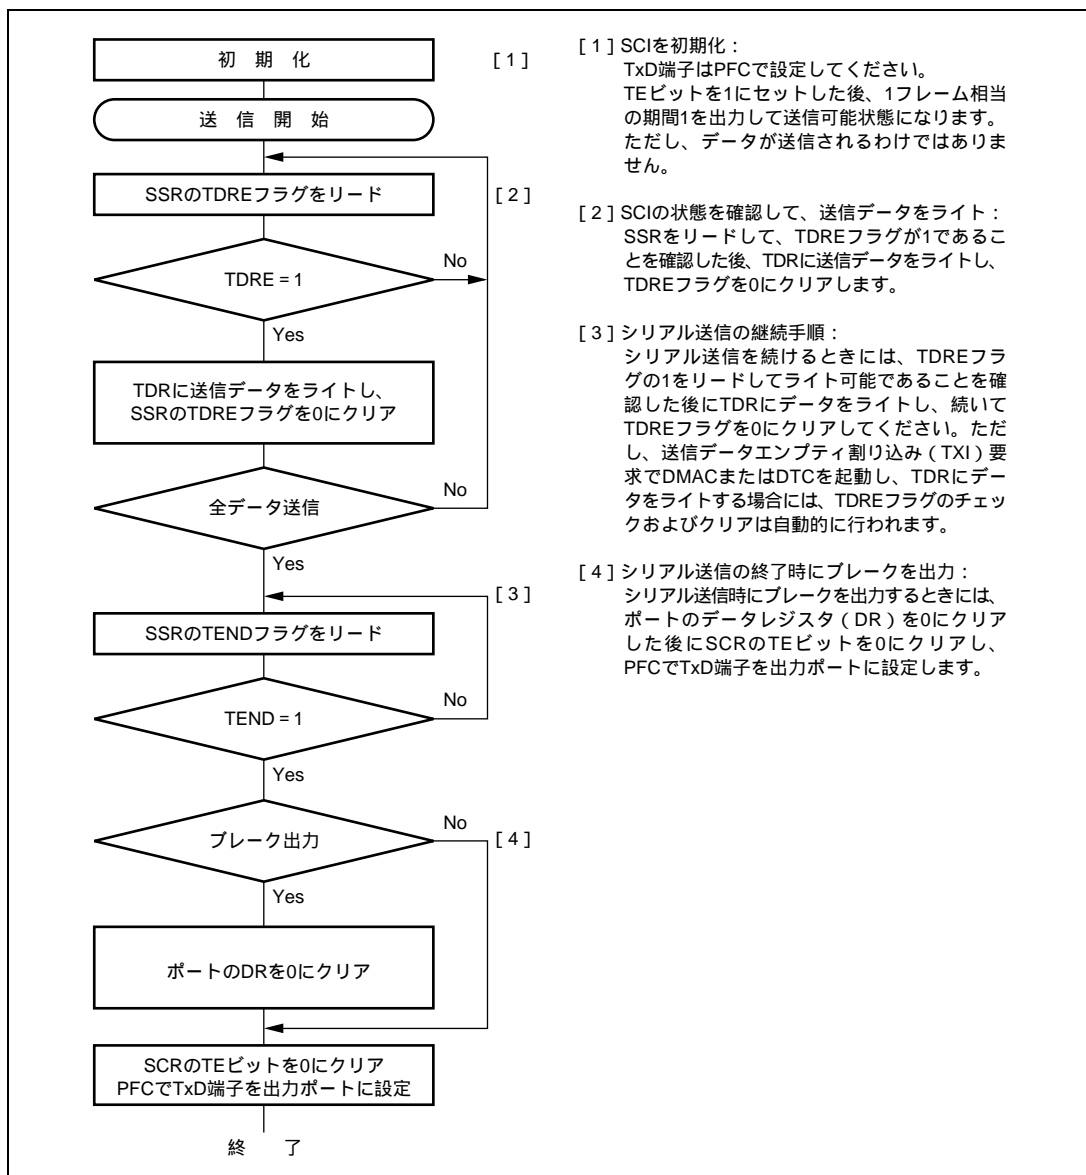 初 期 化
[ 1 ]
送 信 開 始
SSRのTDREフラグをリード
[ 2 ]
TDRE = 1
No
Yes
TDRに送信データをライトし、
SSRのTDREフラグを0にクリア
全データ送信
No
Yes
[ 3 ]
SSRのTENDフラグをリード
TEND = 1
No
Yes
ブレーク出力
No
[ 4 ]
Yes
ポートのDRを0にクリア
SCRのTEビットを0にクリア
PFCでTxD端子を出力ポートに設定
終 了
[ 1 ] SCIを初期化：
TxD端子はPFCで設定してください。
TEビットを1にセットした後、1フレーム相当
の期間1を出力して送信可能状態になります。
ただし、データが送信されるわけではありま
せん。
[ 2 ] SCIの状態を確認して、送信データをライト：
SSRをリードして、TDREフラグが1であるこ
とを確認した後、TDRに送信データをライトし、
TDREフラグを0にクリアします。
[ 3 ] シリアル送信の継続手順：
シリアル送信を続けるときには、TDREフラ
グの1をリードしてライト可能であることを確
認した後にTDRにデータをライトし、続いて
TDREフラグを0にクリアしてください。ただ
し、送信データエンプティ割り込み（TXI）要
求でDMACまたはDTCを起動し、TDRにデー
タをライトする場合には、TDREフラグのチェッ
クおよびクリアは自動的に行われます。
[ 4 ] シリアル送信の終了時にブレークを出力：
シリアル送信時にブレークを出力するときには、
ポートのデータレジスタ（DR）を0にクリア
した後にSCRのTEビットを0にクリアし、
PFCでTxD端子を出力ポートに設定します。